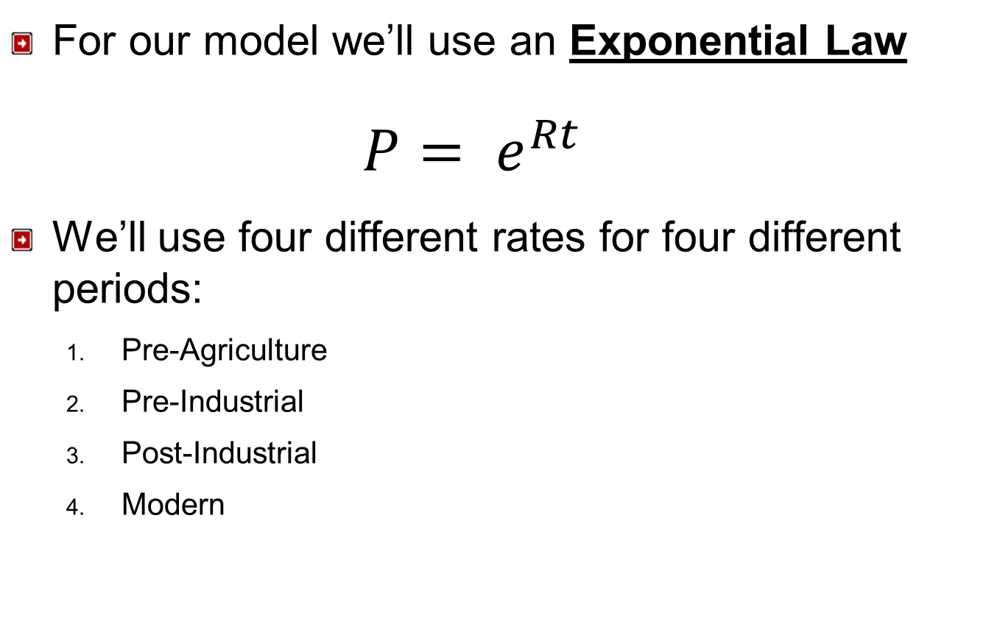 For our model we’ll use an Exponential Law
P = e^{Rt}
We’ll use four different rates for four different
periods:
1. Pre-Agriculture
2. Pre-Industrial
3. Post-Industrial
4. Modern